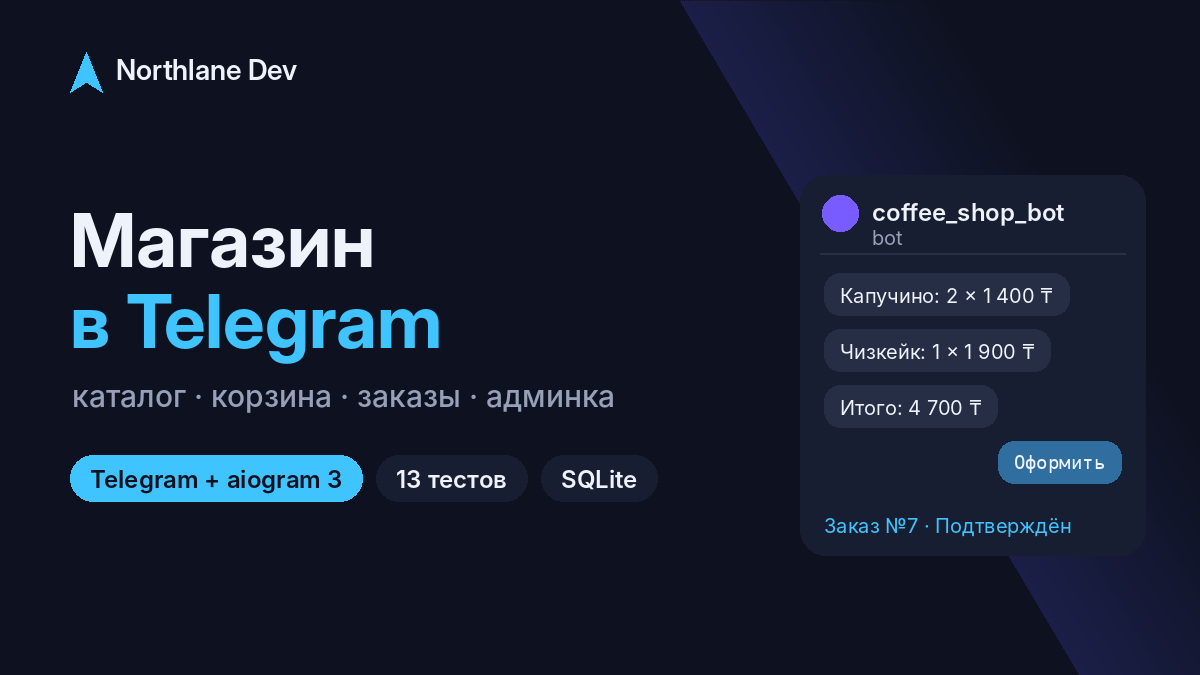 Northlane Dev
Магазин
в Telegram
каталог · корзина · заказы · админка
Telegram + aiogram 3
13 тестов
SQLite
coffee_shop_bot
bot
Капучино: 2 × 1 400 ₸
Чизкейк: 1 × 1 900 ₸
Итого: 4 700 ₸
Оформить
Заказ №7 · Подтверждён